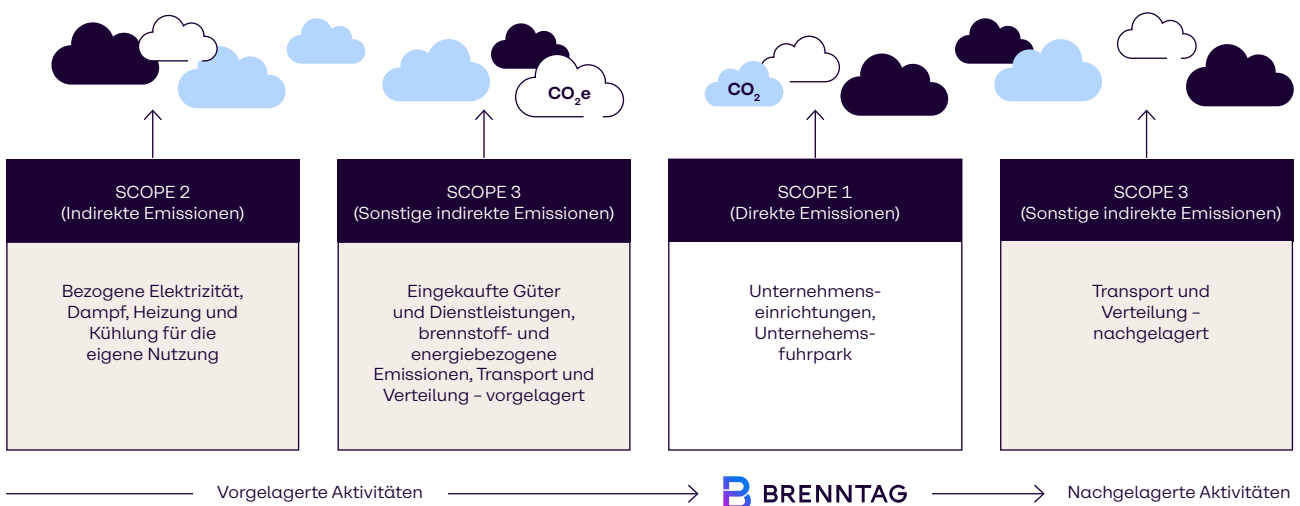 CO₂e
CO₂
SCOPE 2
(Indirekte Emissionen)
Bezogene Elektrizität,
Dampf, Heizung und
Kühlung für die
eigene Nutzung
SCOPE 3
(Sonstige indirekte Emissionen)
Eingekaufte Güter
und Dienstleistungen,
brennstoff- und
energiebezogene
Emissionen, Transport und
Verteilung – vorgelagert
SCOPE 1
(Direkte Emissionen)
Unternehmens-
einrichtungen,
Unternehems-
fuhrpark
SCOPE 3
(Sonstige indirekte Emissionen)
Transport und
Verteilung –
nachgelagert
Vorgelagerte Aktivitäten
BRENNTAG
Nachgelagerte Aktivitäten